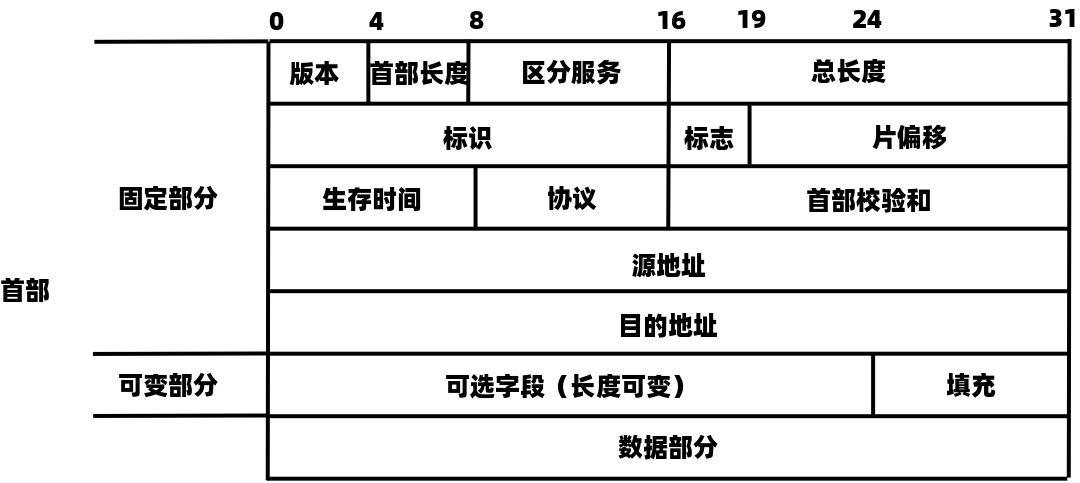 0 4 8 16 19 24 31
版本 首部长度 区分服务 总长度
标识 标志 片偏移
固定部分 生存时间 协议 首部校验和
源地址
首部
目的地址
可变部分 可选字段（长度可变） 填充
数据部分